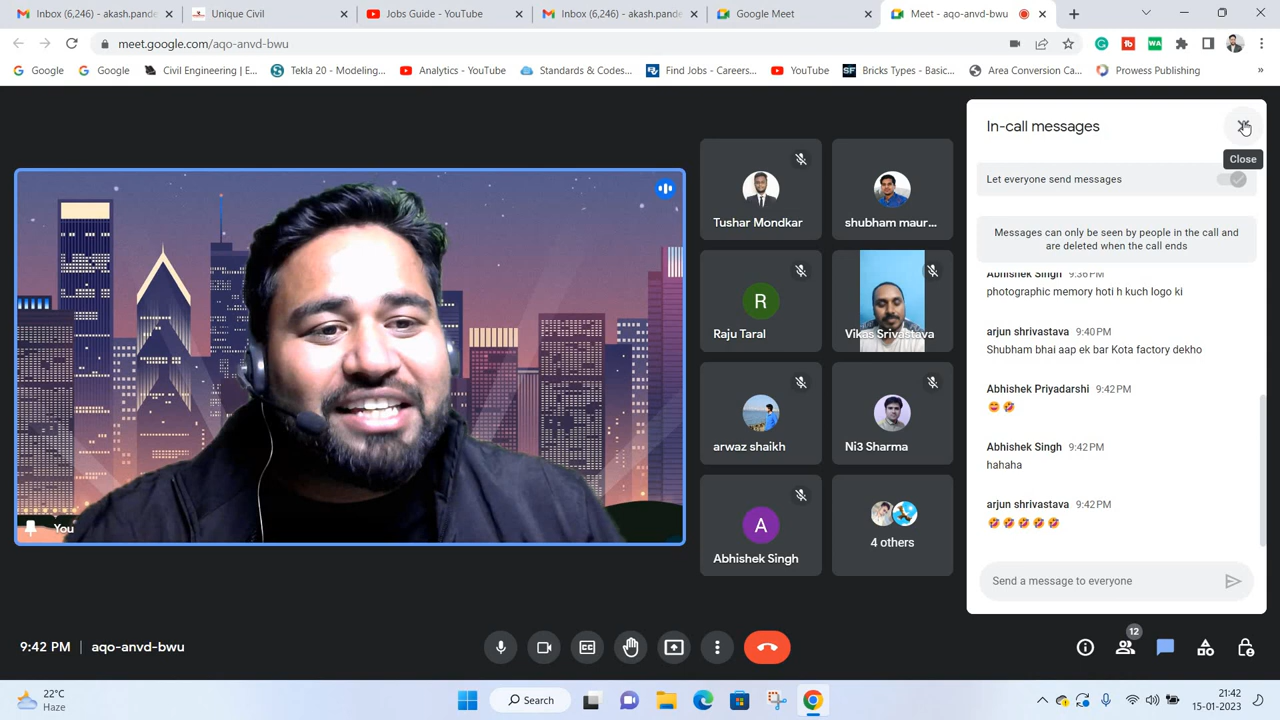 Inbox (6,246) - akash.pande
Unique Civil
Jobs Guide - YouTube
Inbox (6,246) - akash.pande
Google Meet
Meet - aqo-anvd-bwu
meet.google.com/aqo-anvd-bwu
Google
Google
Civil Engineering | E...
Tekla 20 - Modeling...
Analytics - YouTube
Standards & Codes...
Find Jobs - Careers...
YouTube
SF
Bricks Types - Basic...
Area Conversion Ca...
Prowess Publishing
»
You
Tushar Mondkar
shubham maur...
R
Raju Taral
Vikas Srivastava
arwaz shaikh
Ni3 Sharma
A
Abhishek Singh
4 others
In-call messages
Close
Let everyone send messages
Messages can only be seen by people in the call and
are deleted when the call ends
Abhishek Singh 9:36 PM
photographic memory hoti h kuch logo ki
arjun shrivastava 9:40 PM
Shubham bhai aap ek bar Kota factory dekho
Abhishek Priyadarshi 9:42 PM
🤩 🤣
Abhishek Singh 9:42 PM
hahaha
arjun shrivastava 9:42 PM
🤣 🤣 🤣 🤣 🤣
Send a message to everyone
9:42 PM | aqo-anvd-bwu
CC
12
22°C
Haze
Search
21:42
15-01-2023